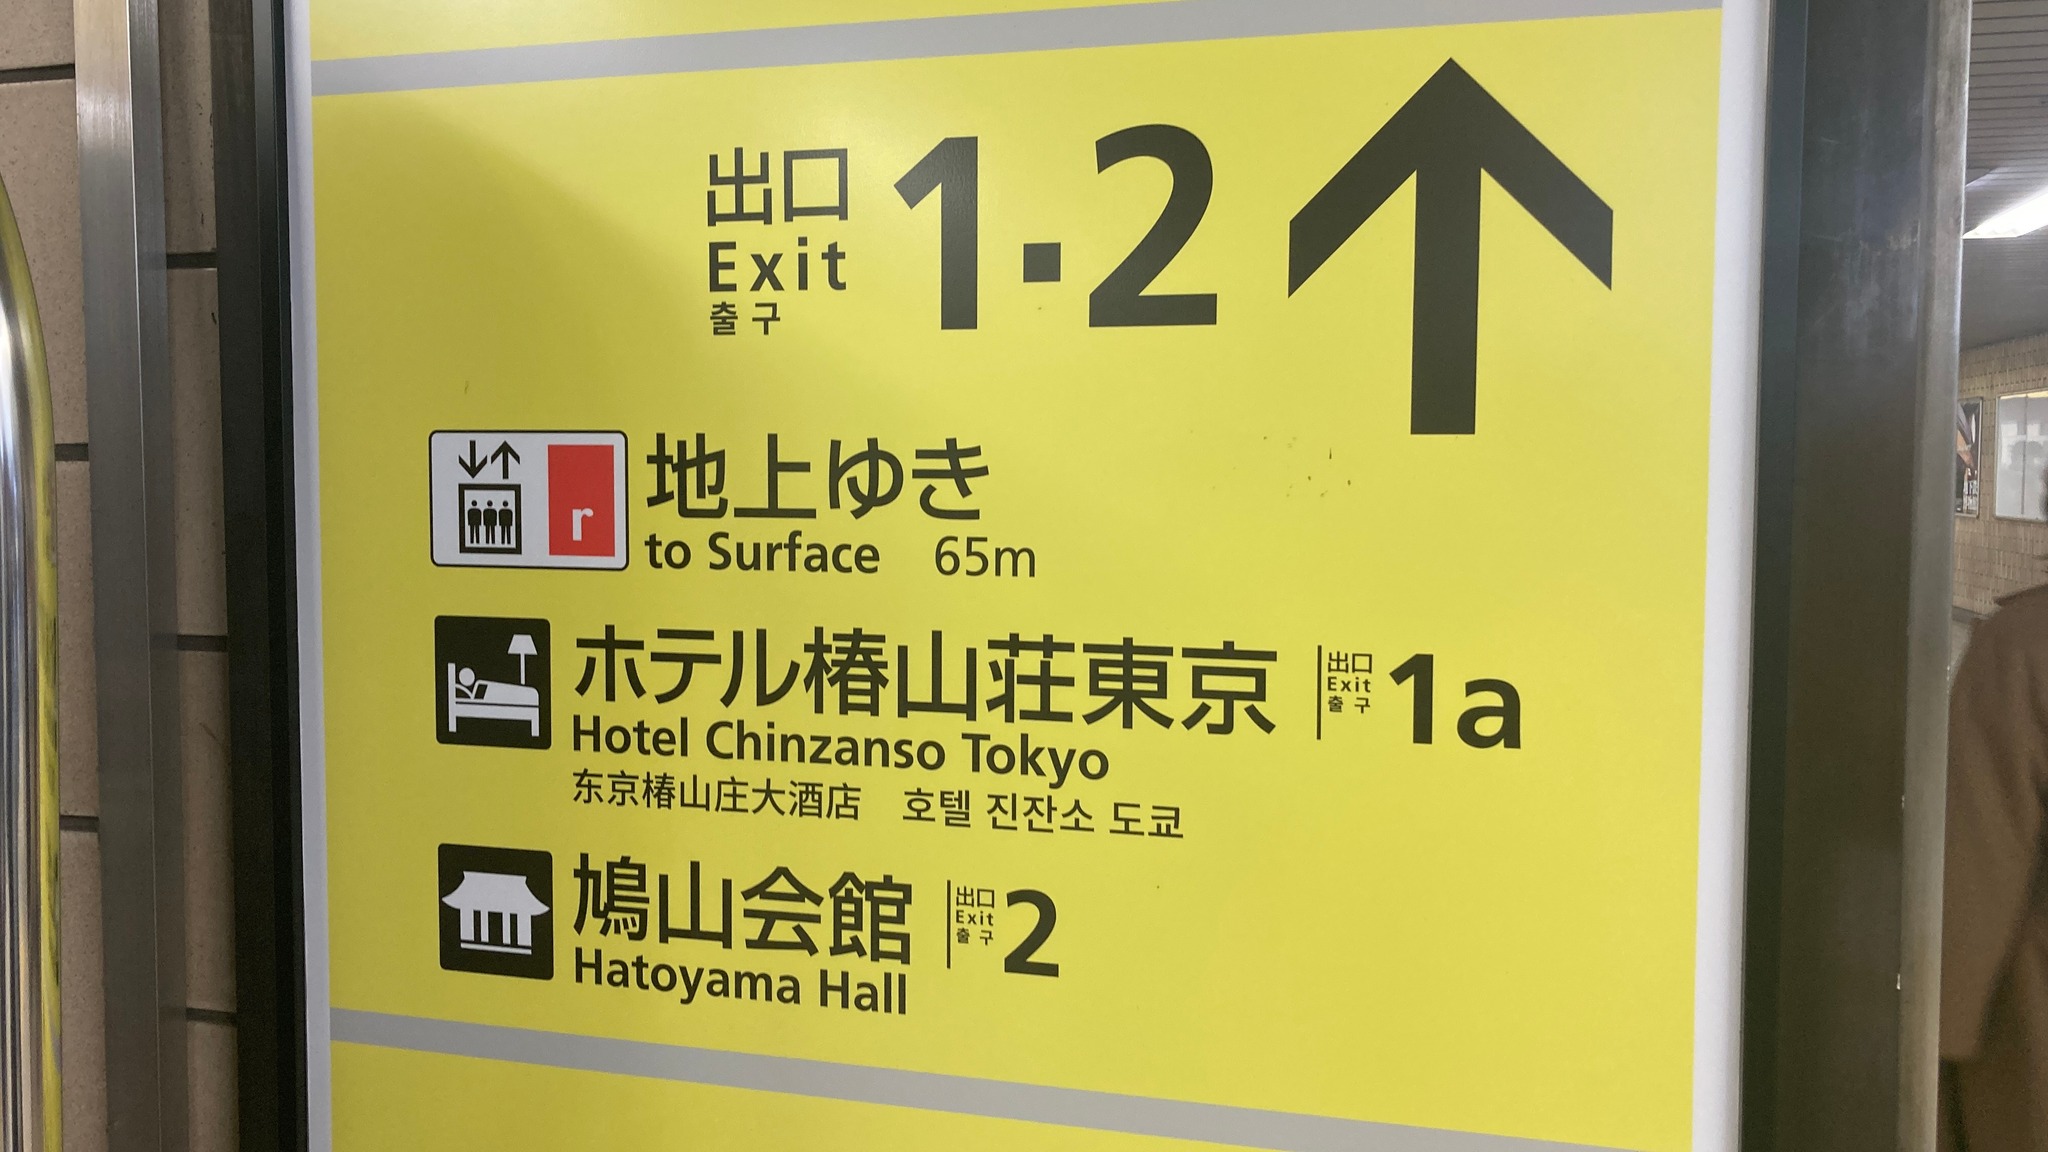 出口 1・2
Exit
출구
r 地上ゆき
to Surface 65m
ホテル椿山荘東京 出口 Exit 출구 1a
Hotel Chinzanso Tokyo
东京椿山庄大酒店 호텔 진잔소 도쿄
鳩山会館 出口 Exit 출구 2
Hatoyama Hall